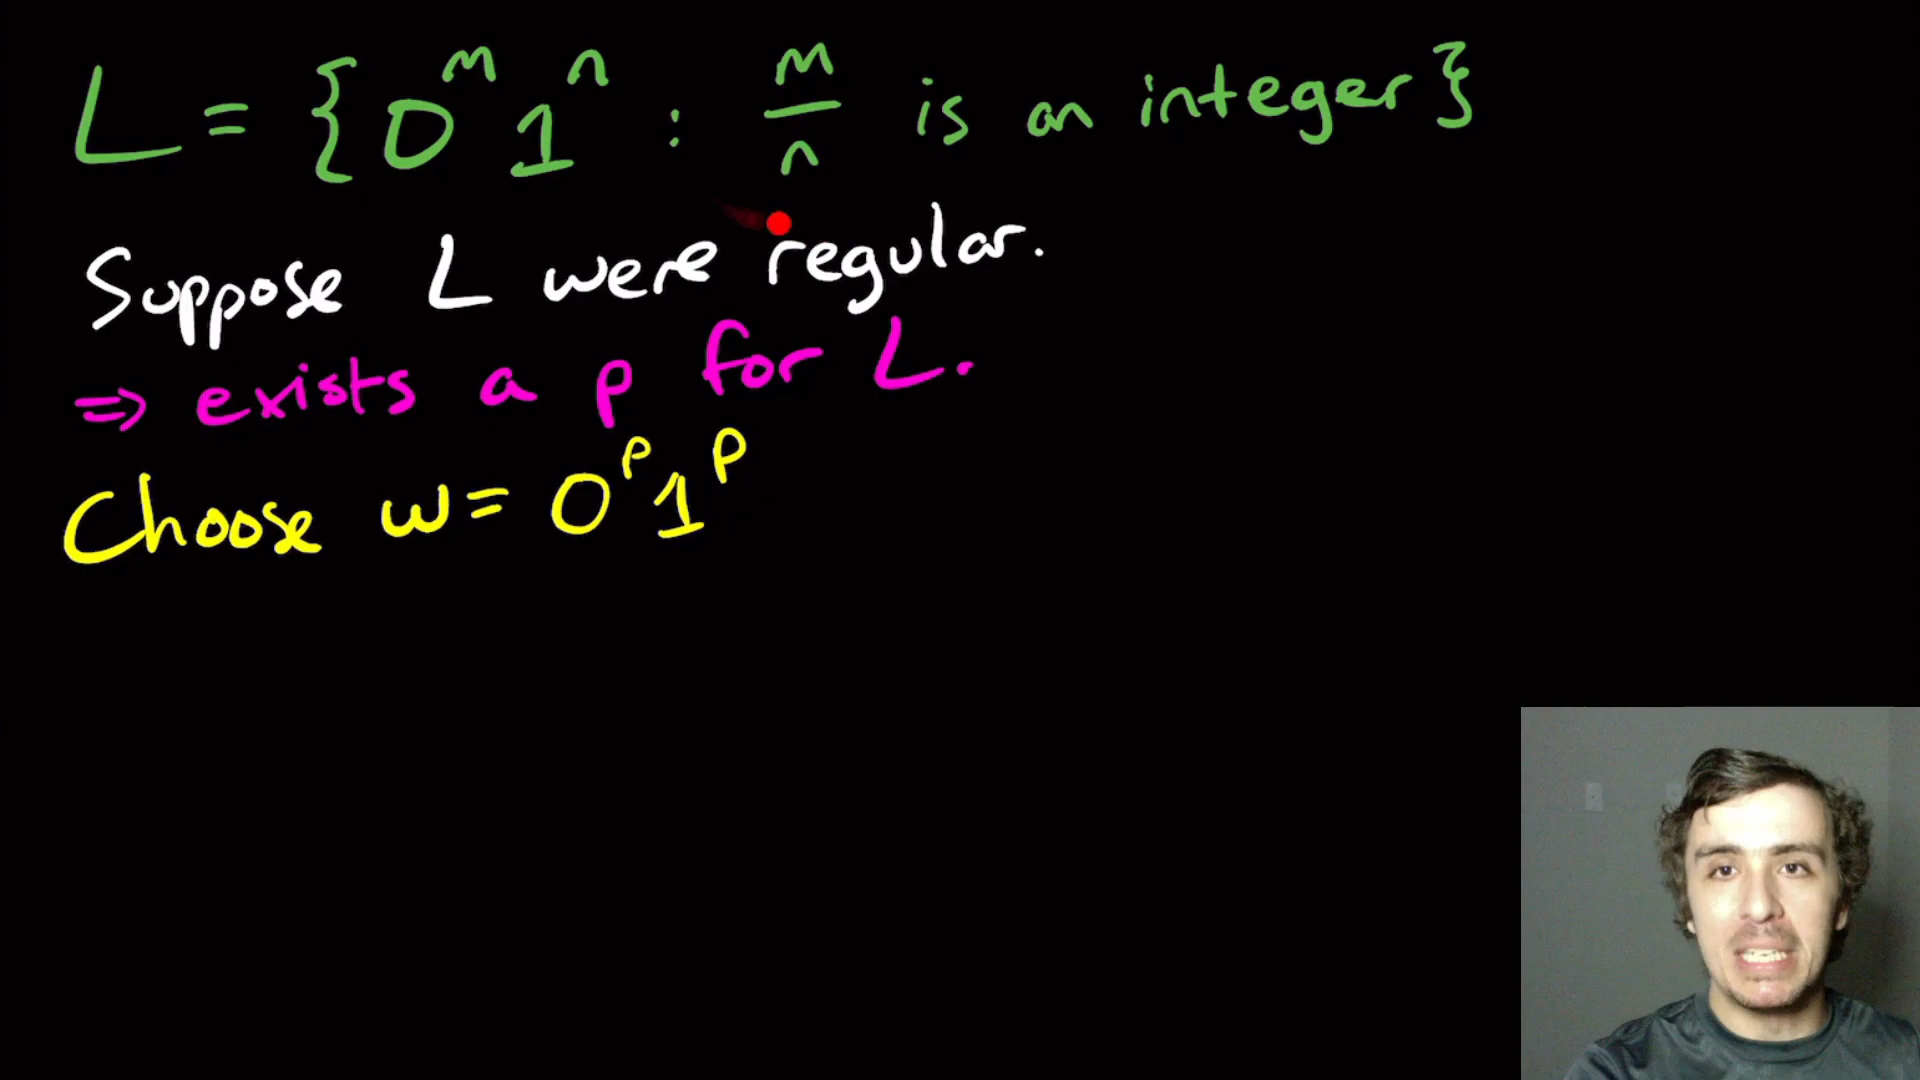 L = {0^m 1^n : m/n is an integer}
Suppose L were regular.
⇒ exists a p for L.
Choose w = 0^p 1^p